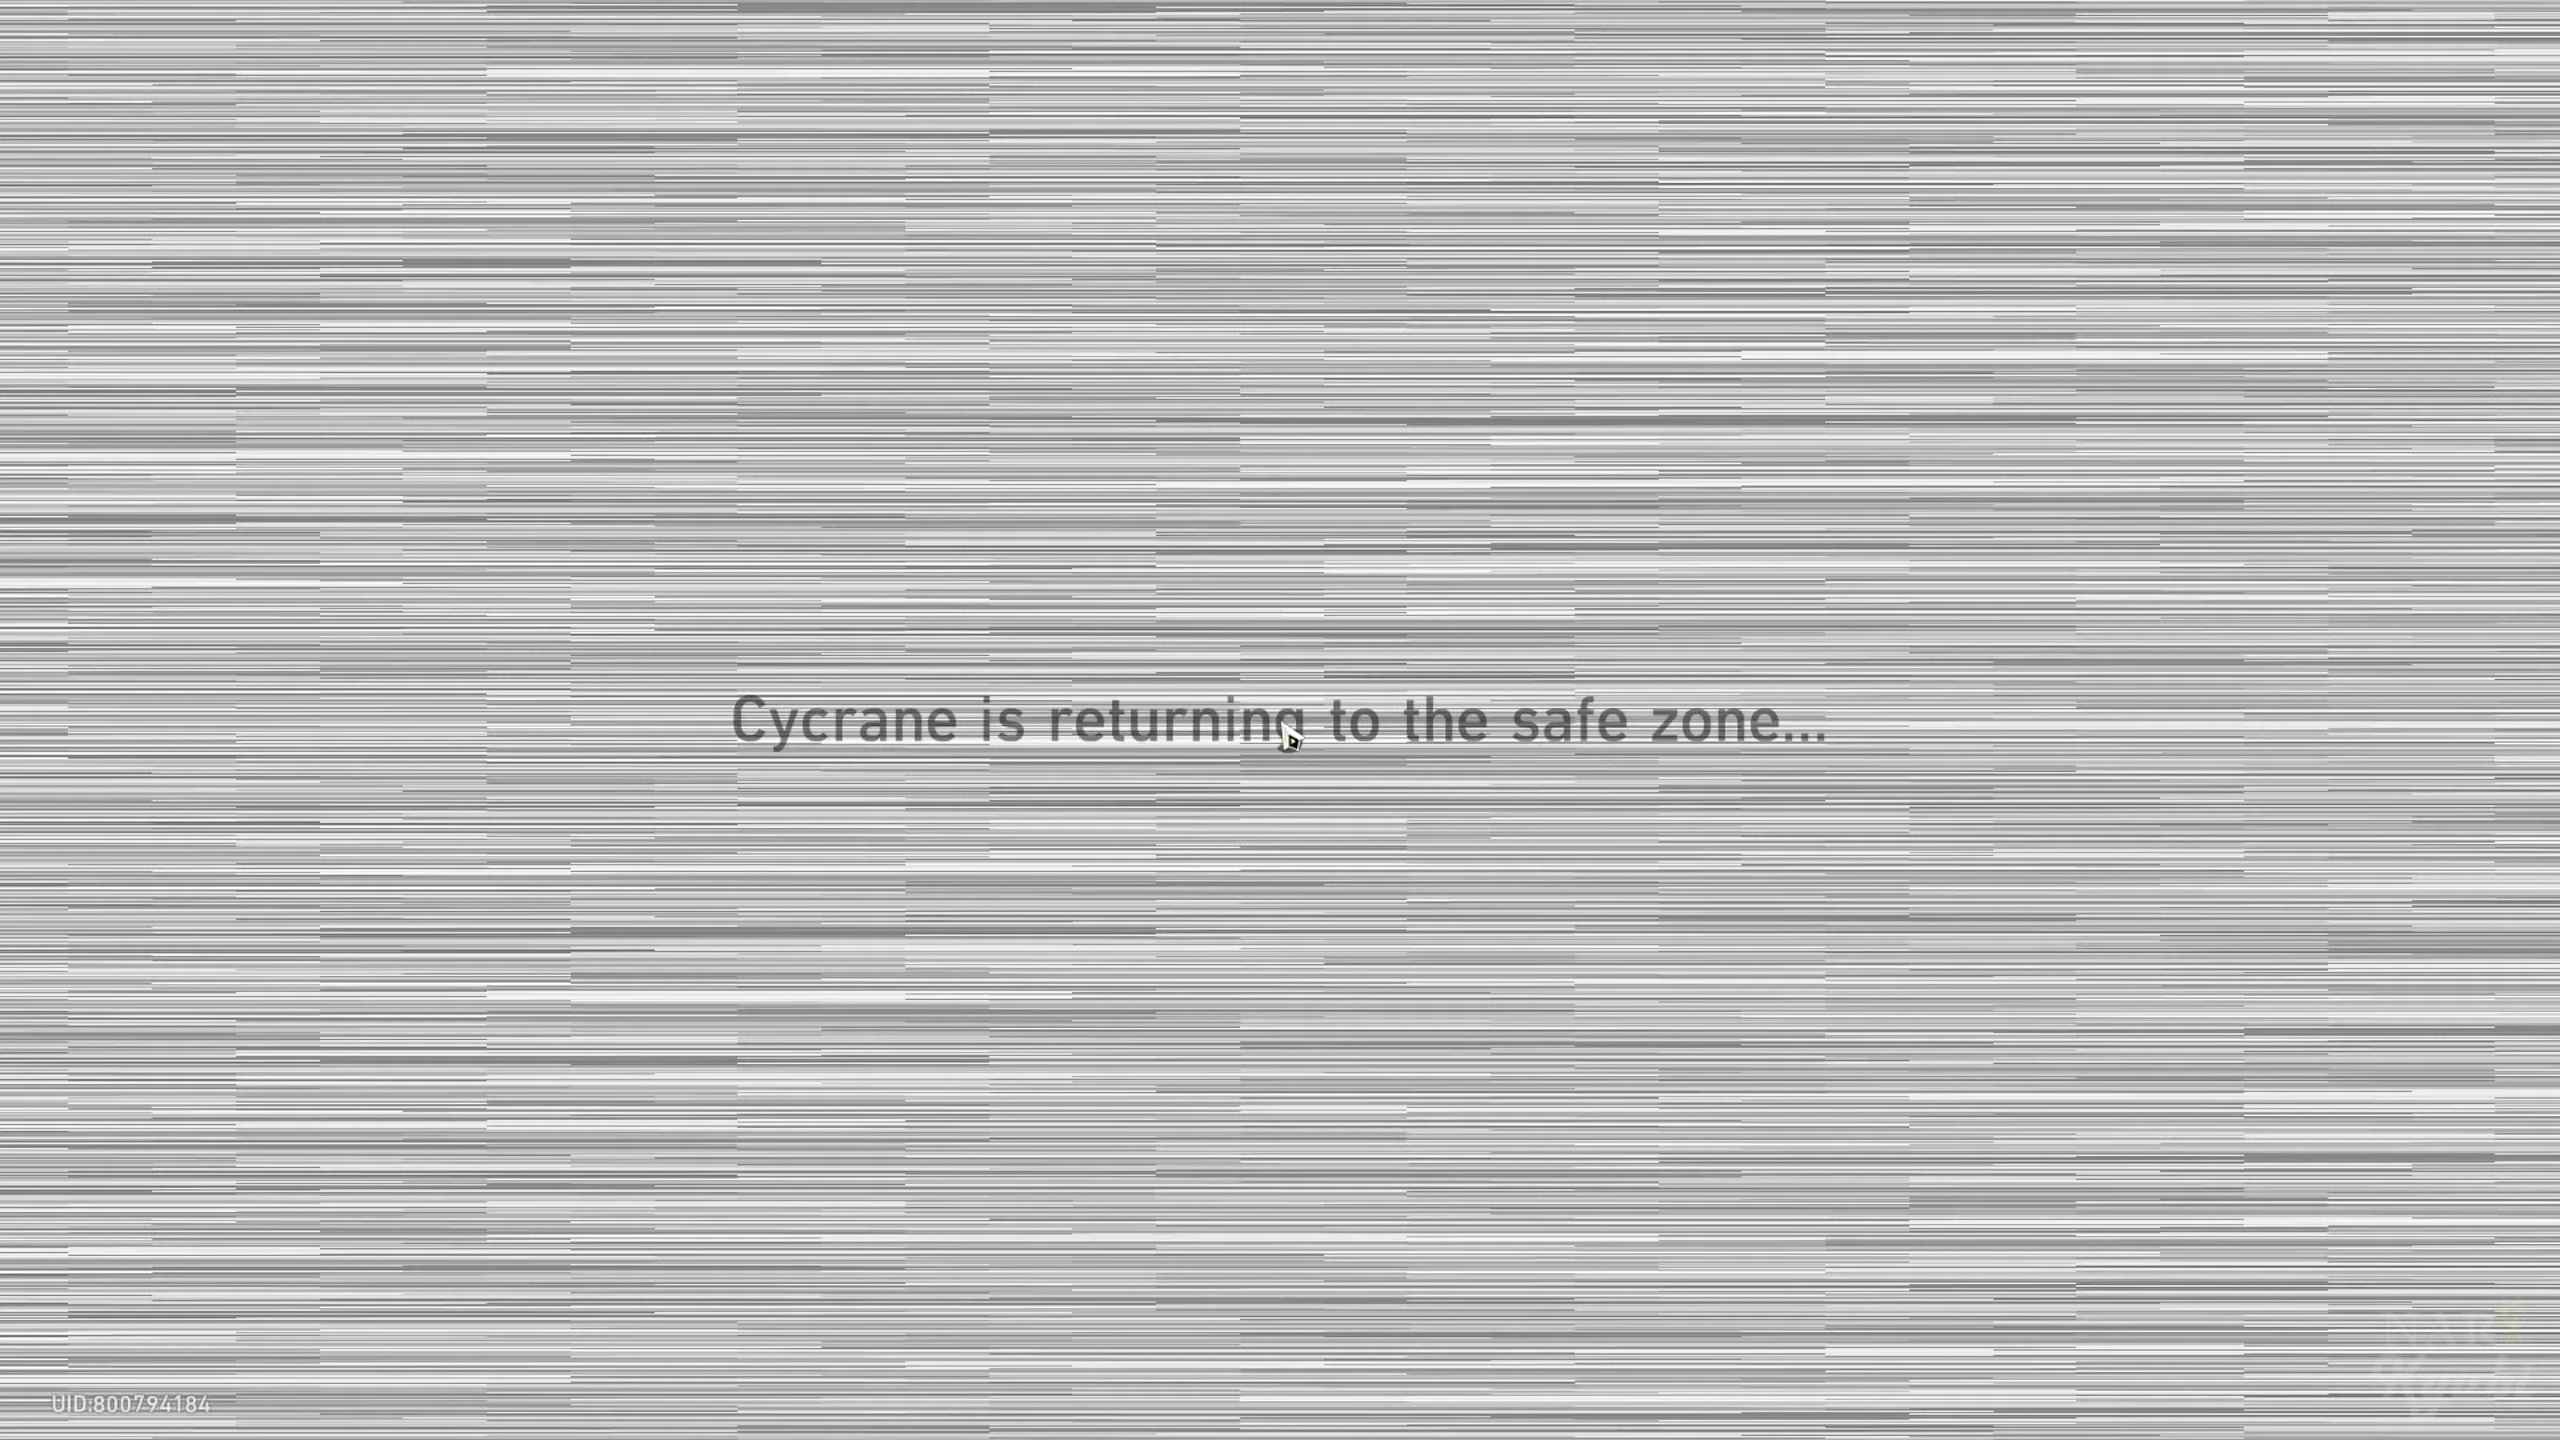 Cycrane is returning to the safe zone...
UID:800794184